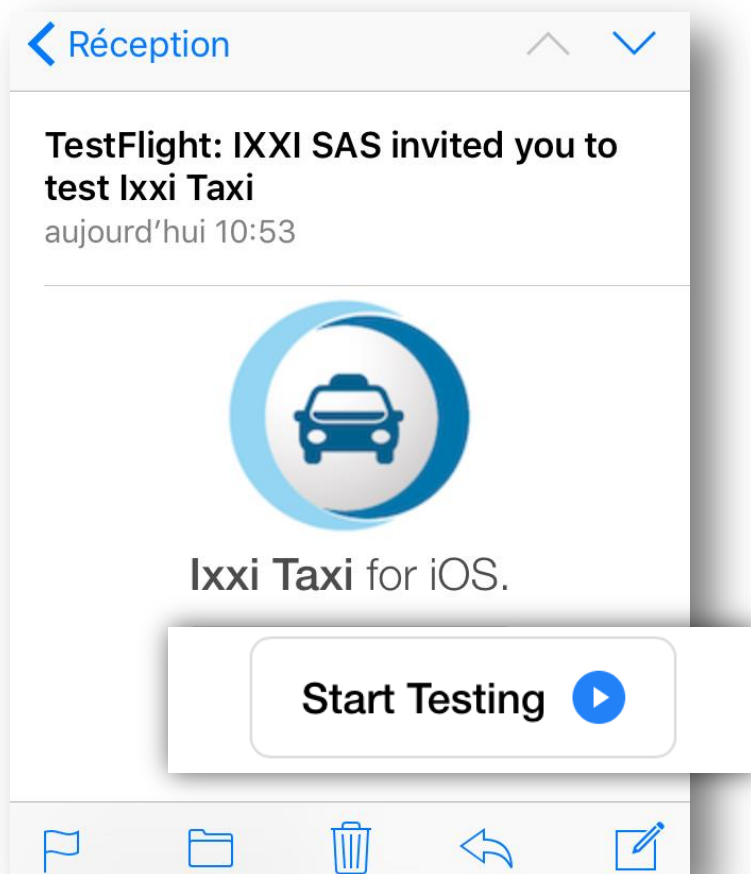 Réception
TestFlight: IXXI SAS invited you to
test Ixxi Taxi
aujourd'hui 10:53
Ixxi Taxi for iOS.
Start Testing